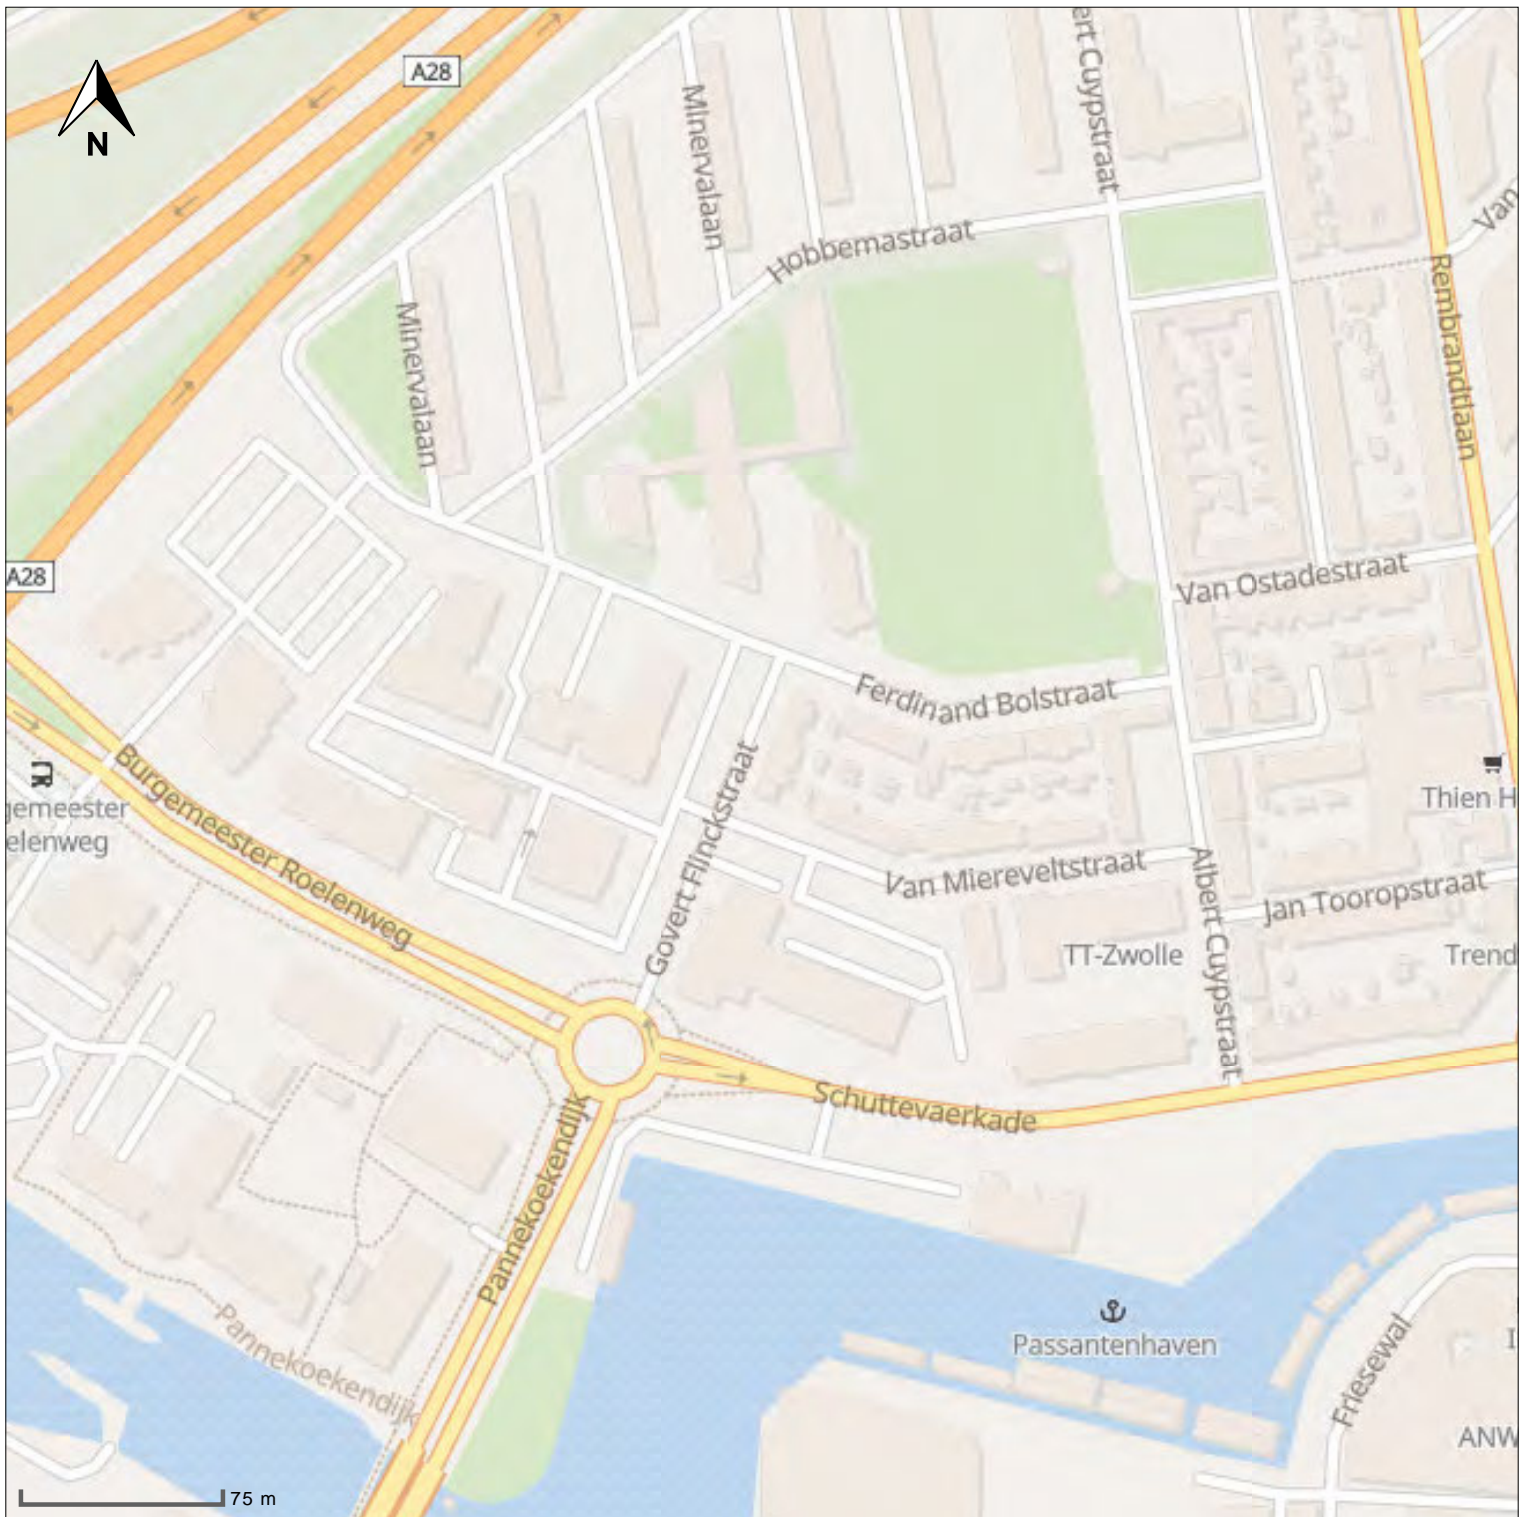 A28
N
ert Cuypstraat
Minervalaan
Hobbemastraat
Van
Rembrandtlaan
Minervalaan
A28
Van Ostadestraat
Ferdinand Bolstraat
Burgemeester Roelenweg
gemeester
elenweg
Govert Flinckstraat
Thien H
Van Miereveltstraat
Albert Cuypstraat
Jan Tooropstraat
TT-Zwolle
Trend
Schuttevaerkade
Pannekoekendijk
Pannekoekendijk
Passantenhaven
Friesewal
ANW
75 m